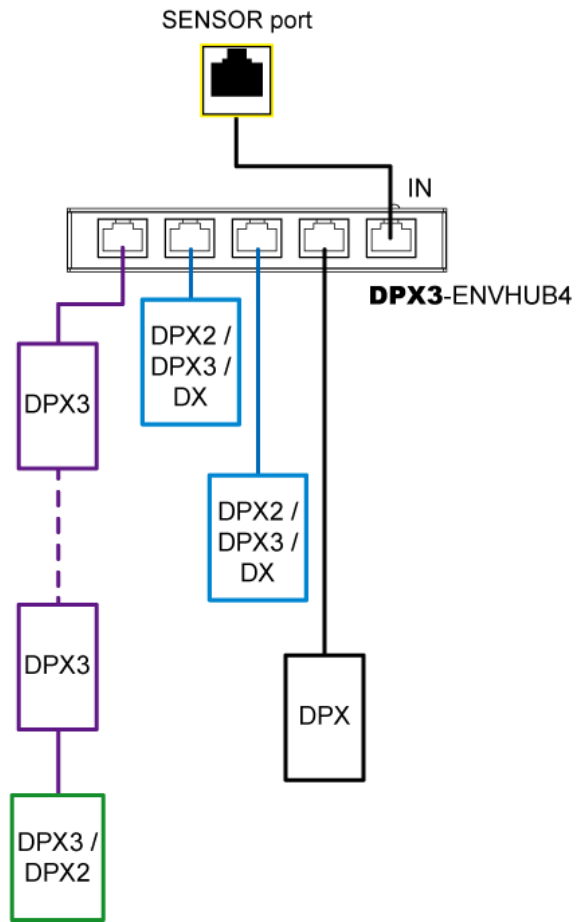 SENSOR port
IN
DPX3-ENVHUB4
DPX2 /
DPX3 /
DX
DPX3
DPX2 /
DPX3 /
DX
DPX3
DPX
DPX3 /
DPX2